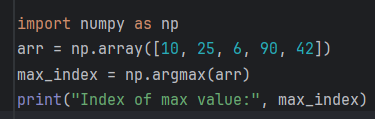 import numpy as np
arr = np.array([10, 25, 6, 90, 42])
max_index = np.argmax(arr)
print("Index of max value:", max_index)